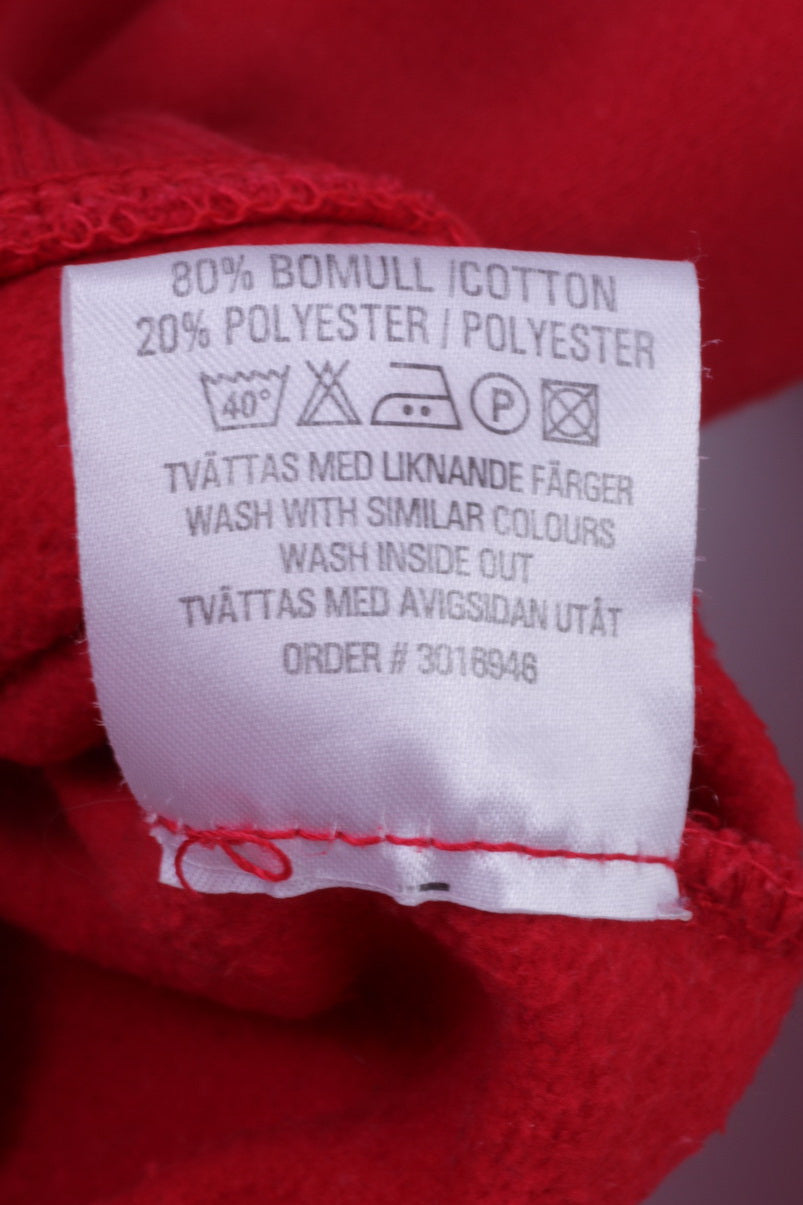 80% BOMULL /COTTON
20% POLYESTER / POLYESTER
40° P
TVÄTTAS MED LIKNANDE FÄRGER
WASH WITH SIMILAR COLOURS
WASH INSIDE OUT
TVÄTTAS MED AVIGSIDAN UTÅT
ORDER # 3016946